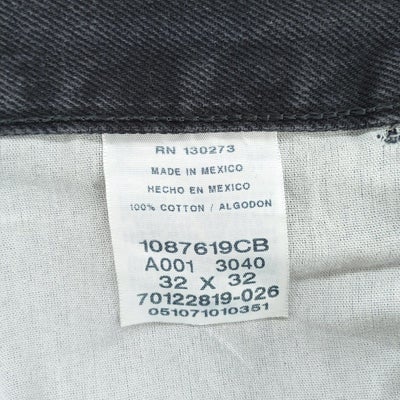 RN 130273
MADE IN MEXICO
HECHO EN MEXICO
100% COTTON / ALGODON
1087619CB
A001 3040
32 X 32
70122819-026
051071010351